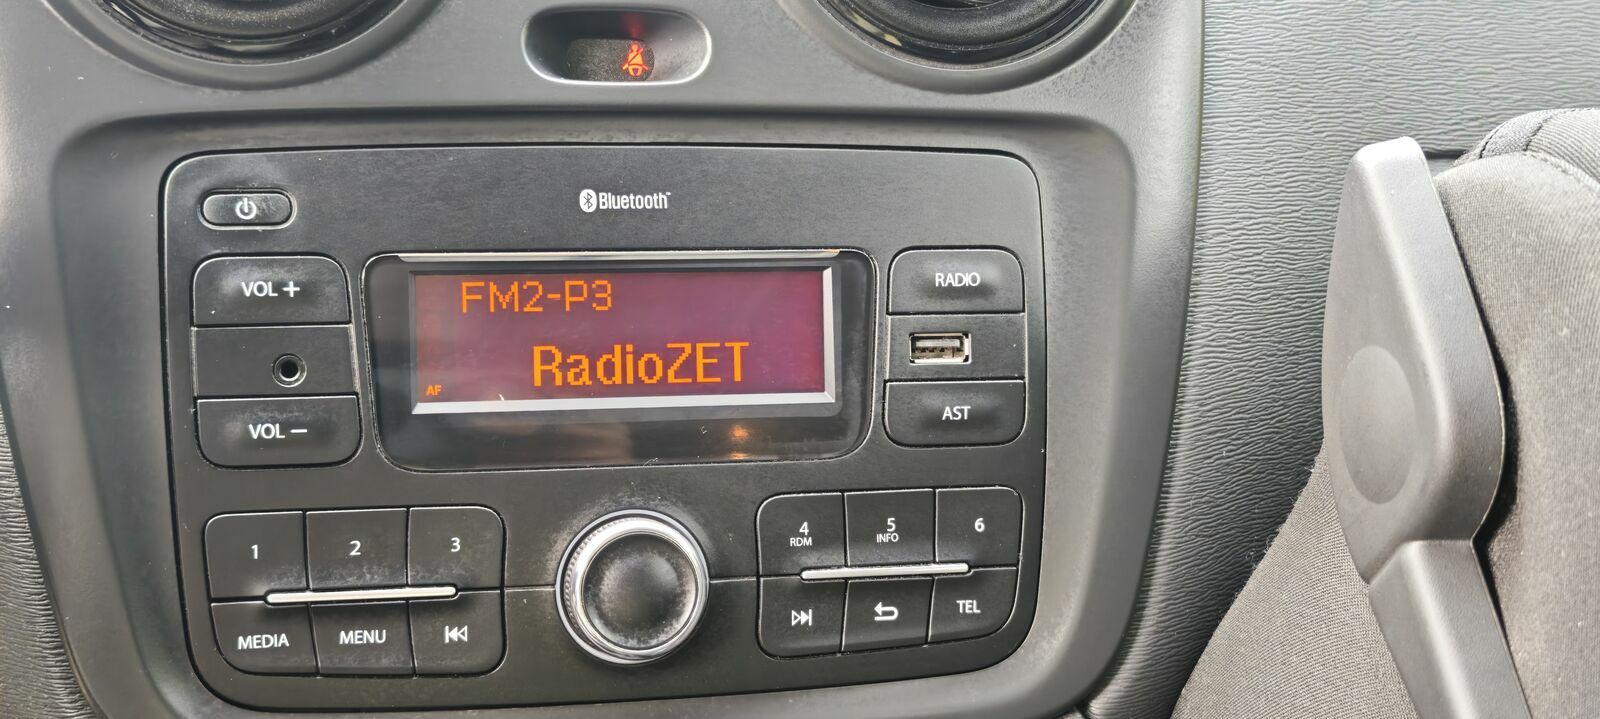 Bluetooth™
VOL +
FM2-P3
RADIO
RadioZET
AF
VOL –
AST
1
2
3
4
RDM
5
INFO
6
MEDIA
MENU
TEL